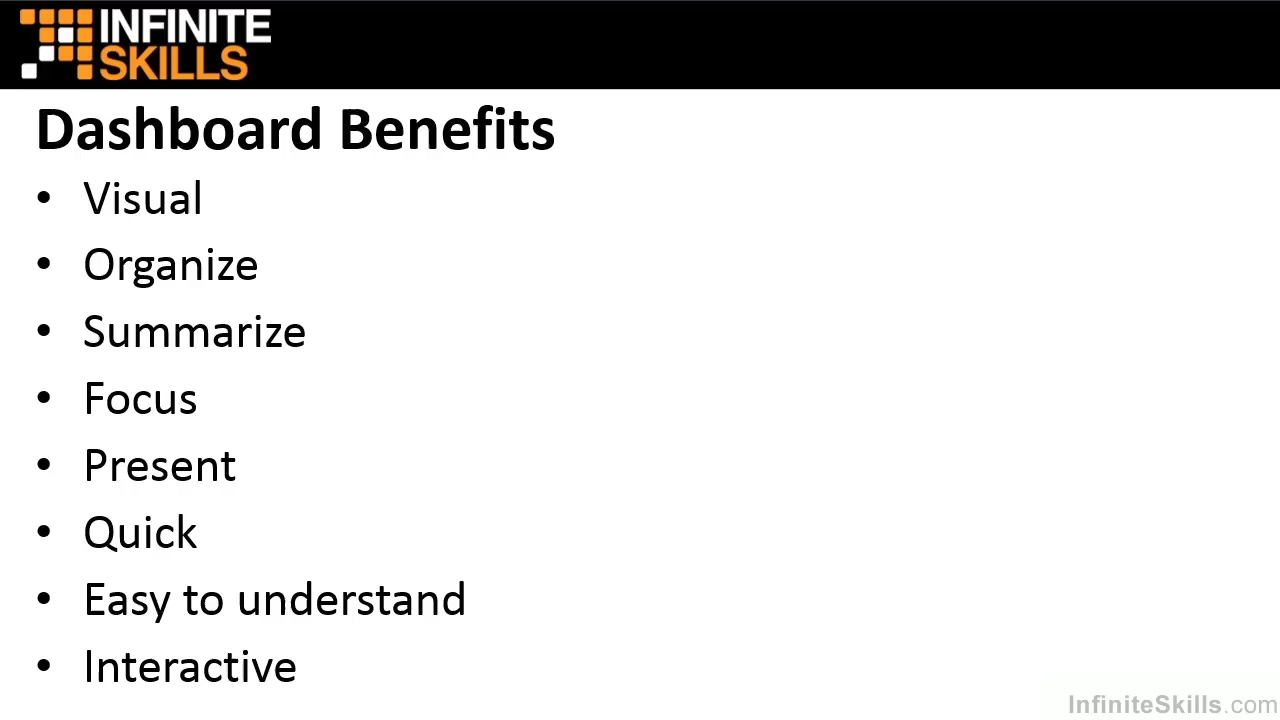 INFINITE
SKILLS
Dashboard Benefits
• Visual
• Organize
• Summarize
• Focus
• Present
• Quick
• Easy to understand
• Interactive
InfiniteSkills.com